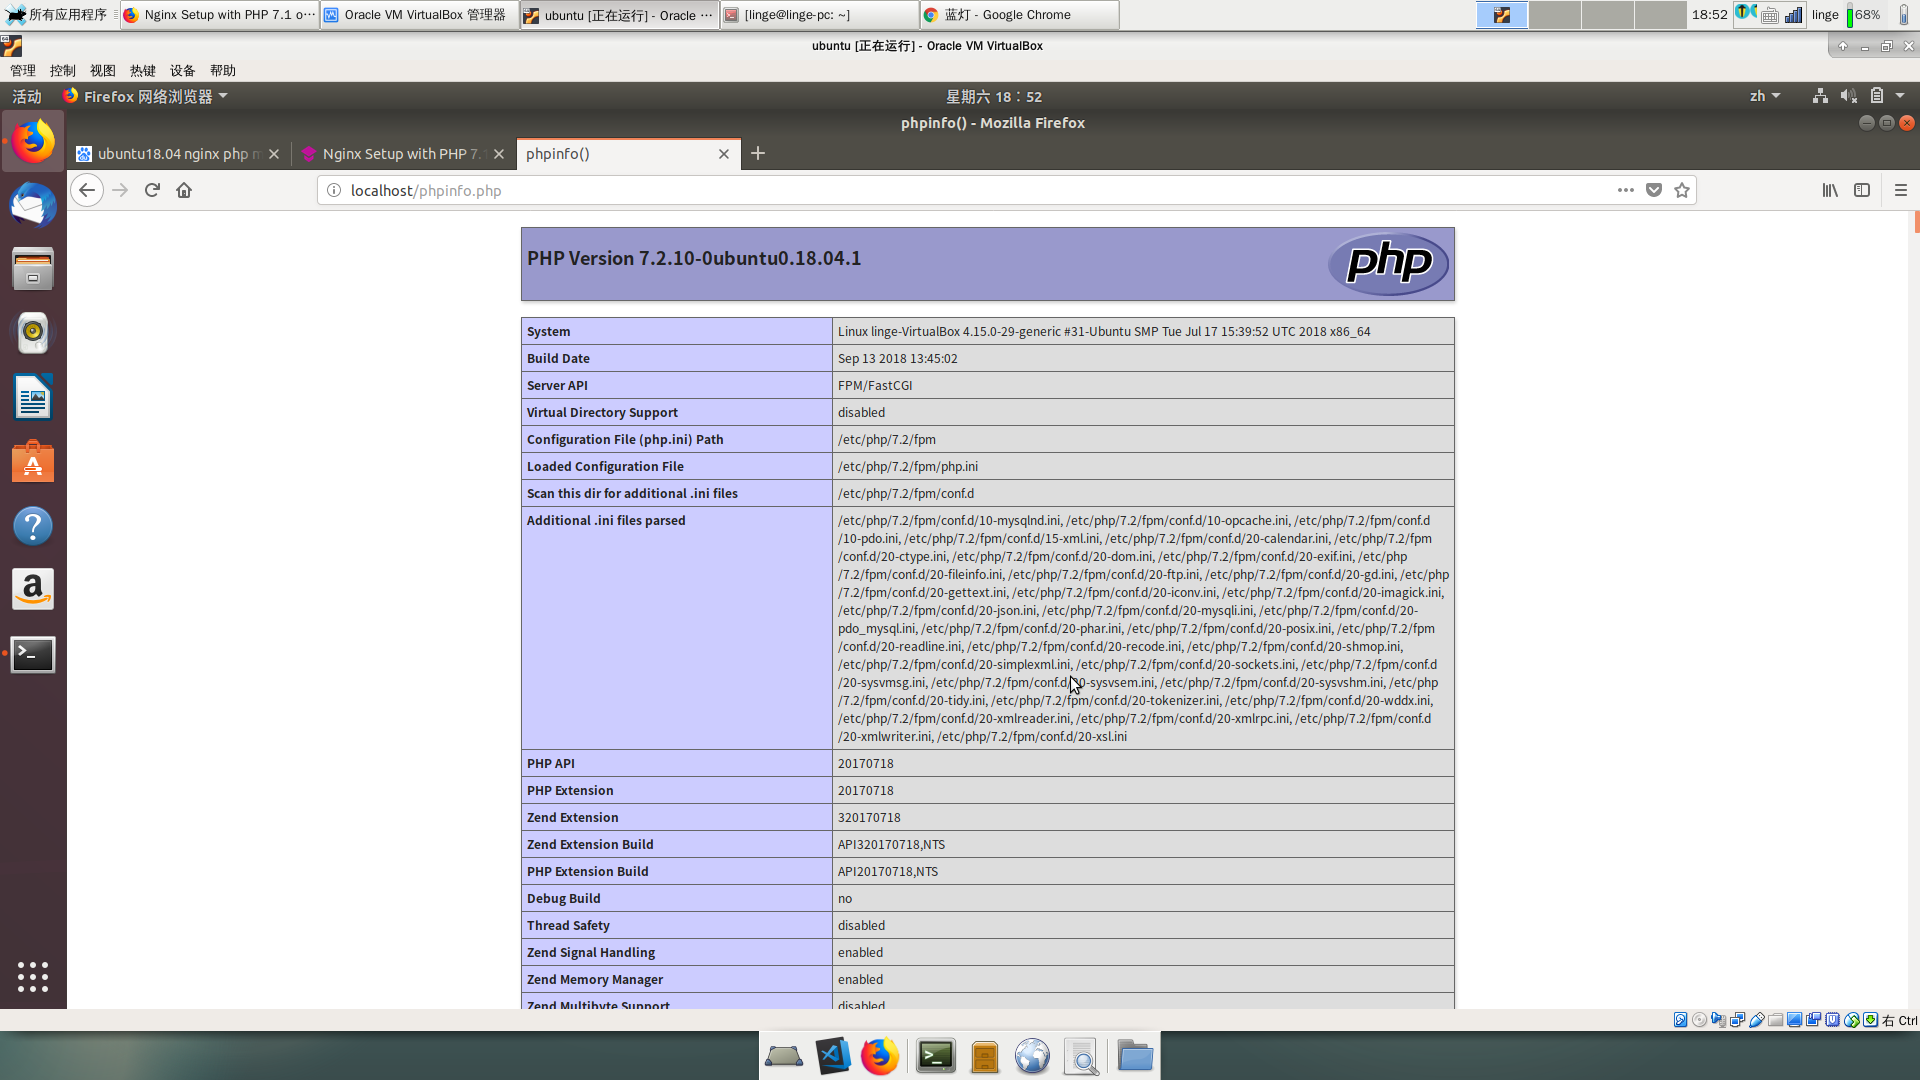 所有应用程序
Nginx Setup with PHP 7.1 o···
Oracle VM VirtualBox 管理器
ubuntu [正在运行] - Oracle ···
[linge@linge-pc: ~]
蓝灯 - Google Chrome
18:52
linge
68%
ubuntu [正在运行] - Oracle VM VirtualBox
管理 控制 视图 热键 设备 帮助
活动
Firefox 网络浏览器
星期六 18：52
zh
phpinfo() - Mozilla Firefox
ubuntu18.04 nginx php m
Nginx Setup with PHP 7.
phpinfo()
localhost/phpinfo.php
PHP Version 7.2.10-0ubuntu0.18.04.1
php
System Linux linge-VirtualBox 4.15.0-29-generic #31-Ubuntu SMP Tue Jul 17 15:39:52 UTC 2018 x86_64
Build Date Sep 13 2018 13:45:02
Server API FPM/FastCGI
Virtual Directory Support disabled
Configuration File (php.ini) Path /etc/php/7.2/fpm
Loaded Configuration File /etc/php/7.2/fpm/php.ini
Scan this dir for additional .ini files /etc/php/7.2/fpm/conf.d
Additional .ini files parsed /etc/php/7.2/fpm/conf.d/10-mysqlnd.ini, /etc/php/7.2/fpm/conf.d/10-opcache.ini, /etc/php/7.2/fpm/conf.d
/10-pdo.ini, /etc/php/7.2/fpm/conf.d/15-xml.ini, /etc/php/7.2/fpm/conf.d/20-calendar.ini, /etc/php/7.2/fpm
/conf.d/20-ctype.ini, /etc/php/7.2/fpm/conf.d/20-dom.ini, /etc/php/7.2/fpm/conf.d/20-exif.ini, /etc/php
/7.2/fpm/conf.d/20-fileinfo.ini, /etc/php/7.2/fpm/conf.d/20-ftp.ini, /etc/php/7.2/fpm/conf.d/20-gd.ini, /etc/php
/7.2/fpm/conf.d/20-gettext.ini, /etc/php/7.2/fpm/conf.d/20-iconv.ini, /etc/php/7.2/fpm/conf.d/20-imagick.ini,
/etc/php/7.2/fpm/conf.d/20-json.ini, /etc/php/7.2/fpm/conf.d/20-mysqli.ini, /etc/php/7.2/fpm/conf.d/20-
pdo_mysql.ini, /etc/php/7.2/fpm/conf.d/20-phar.ini, /etc/php/7.2/fpm/conf.d/20-posix.ini, /etc/php/7.2/fpm
/conf.d/20-readline.ini, /etc/php/7.2/fpm/conf.d/20-recode.ini, /etc/php/7.2/fpm/conf.d/20-shmop.ini,
/etc/php/7.2/fpm/conf.d/20-simplexml.ini, /etc/php/7.2/fpm/conf.d/20-sockets.ini, /etc/php/7.2/fpm/conf.d
/20-sysvmsg.ini, /etc/php/7.2/fpm/conf.d/20-sysvsem.ini, /etc/php/7.2/fpm/conf.d/20-sysvshm.ini, /etc/php
/7.2/fpm/conf.d/20-tidy.ini, /etc/php/7.2/fpm/conf.d/20-tokenizer.ini, /etc/php/7.2/fpm/conf.d/20-wddx.ini,
/etc/php/7.2/fpm/conf.d/20-xmlreader.ini, /etc/php/7.2/fpm/conf.d/20-xmlrpc.ini, /etc/php/7.2/fpm/conf.d
/20-xmlwriter.ini, /etc/php/7.2/fpm/conf.d/20-xsl.ini
PHP API 20170718
PHP Extension 20170718
Zend Extension 320170718
Zend Extension Build API320170718,NTS
PHP Extension Build API20170718,NTS
Debug Build no
Thread Safety disabled
Zend Signal Handling enabled
Zend Memory Manager enabled
Zend Multibyte Support disabled
右 Ctrl